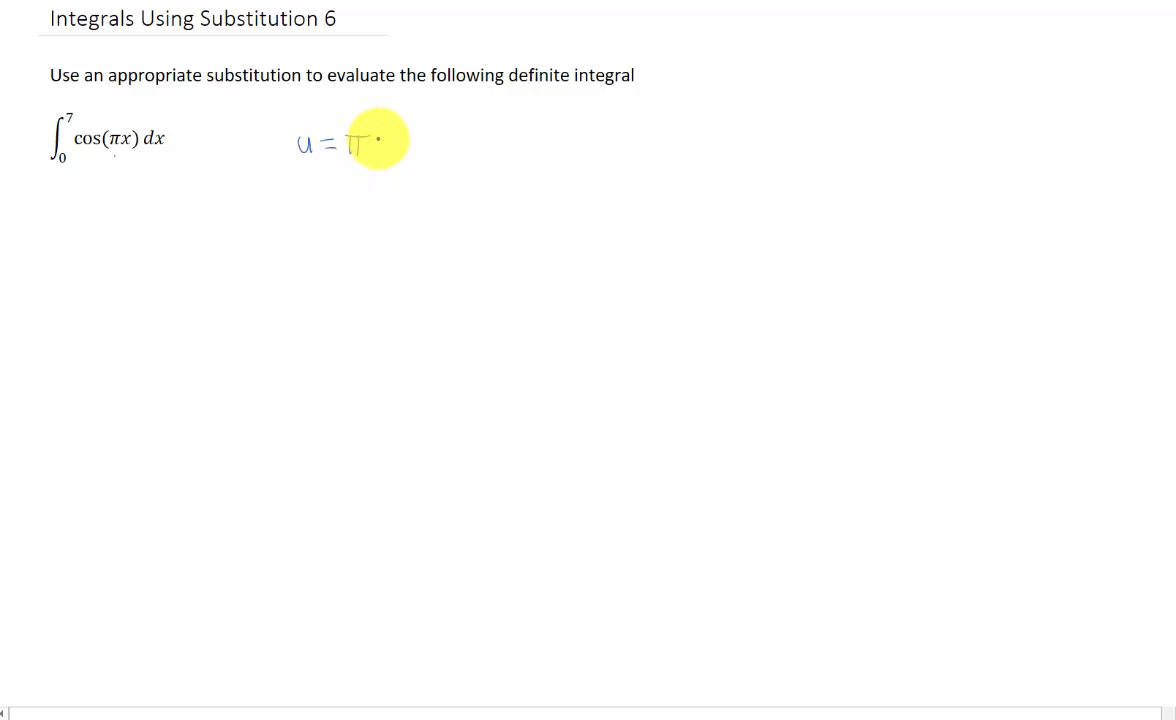 Integrals Using Substitution 6
Use an appropriate substitution to evaluate the following definite integral
∫₀⁷ cos(πx) dx
u = π